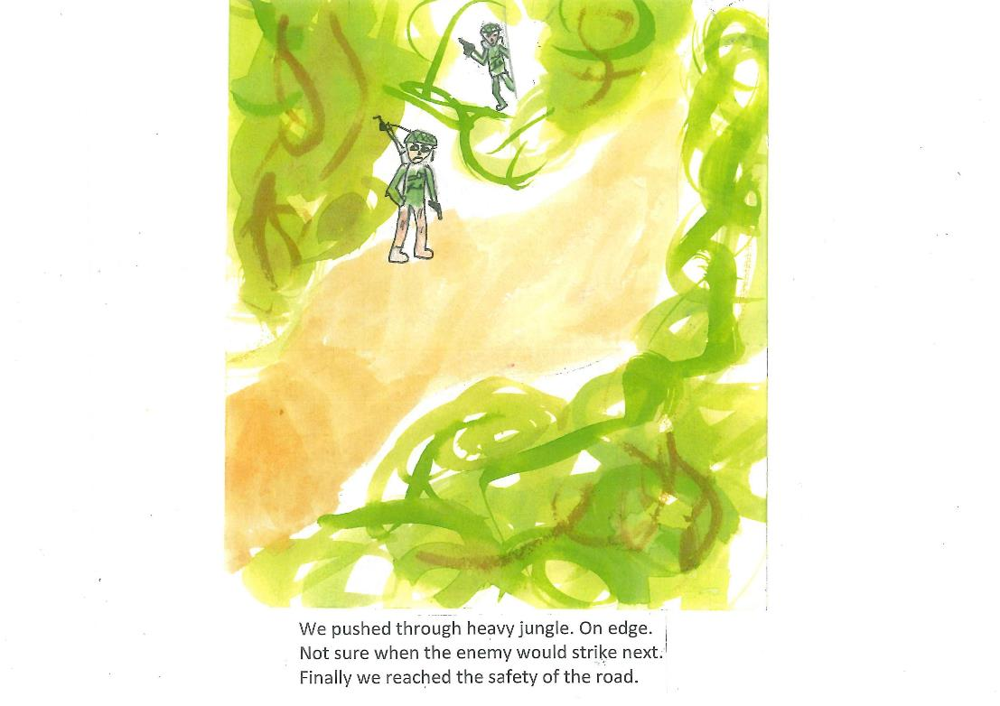 We pushed through heavy jungle. On edge.
Not sure when the enemy would strike next.
Finally we reached the safety of the road.